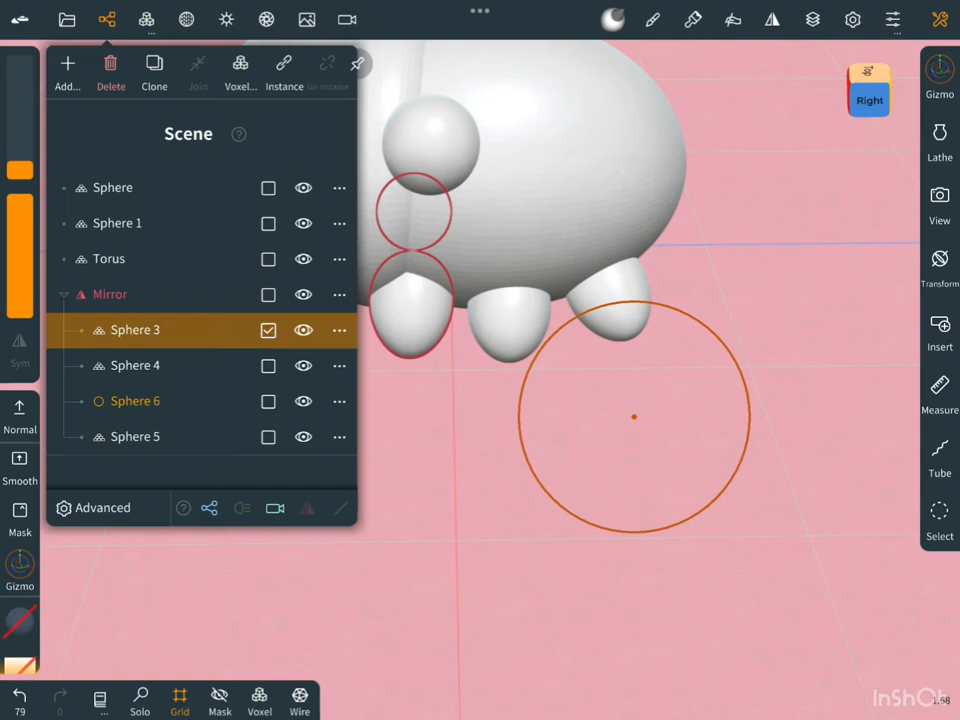 Add...
Delete
Clone
Join
Voxel...
Instance
Un-instance
Scene
?
Sphere
Sphere 1
Torus
Mirror
Sphere 3
Sphere 4
Sphere 6
Sphere 5
Advanced
?
Right
Gizmo
Lathe
View
Transform
Insert
Measure
Tube
Select
Sym
Normal
Smooth
Mask
Gizmo
79
0
...
Solo
Grid
Mask
Voxel
Wire
InShOt
1.68